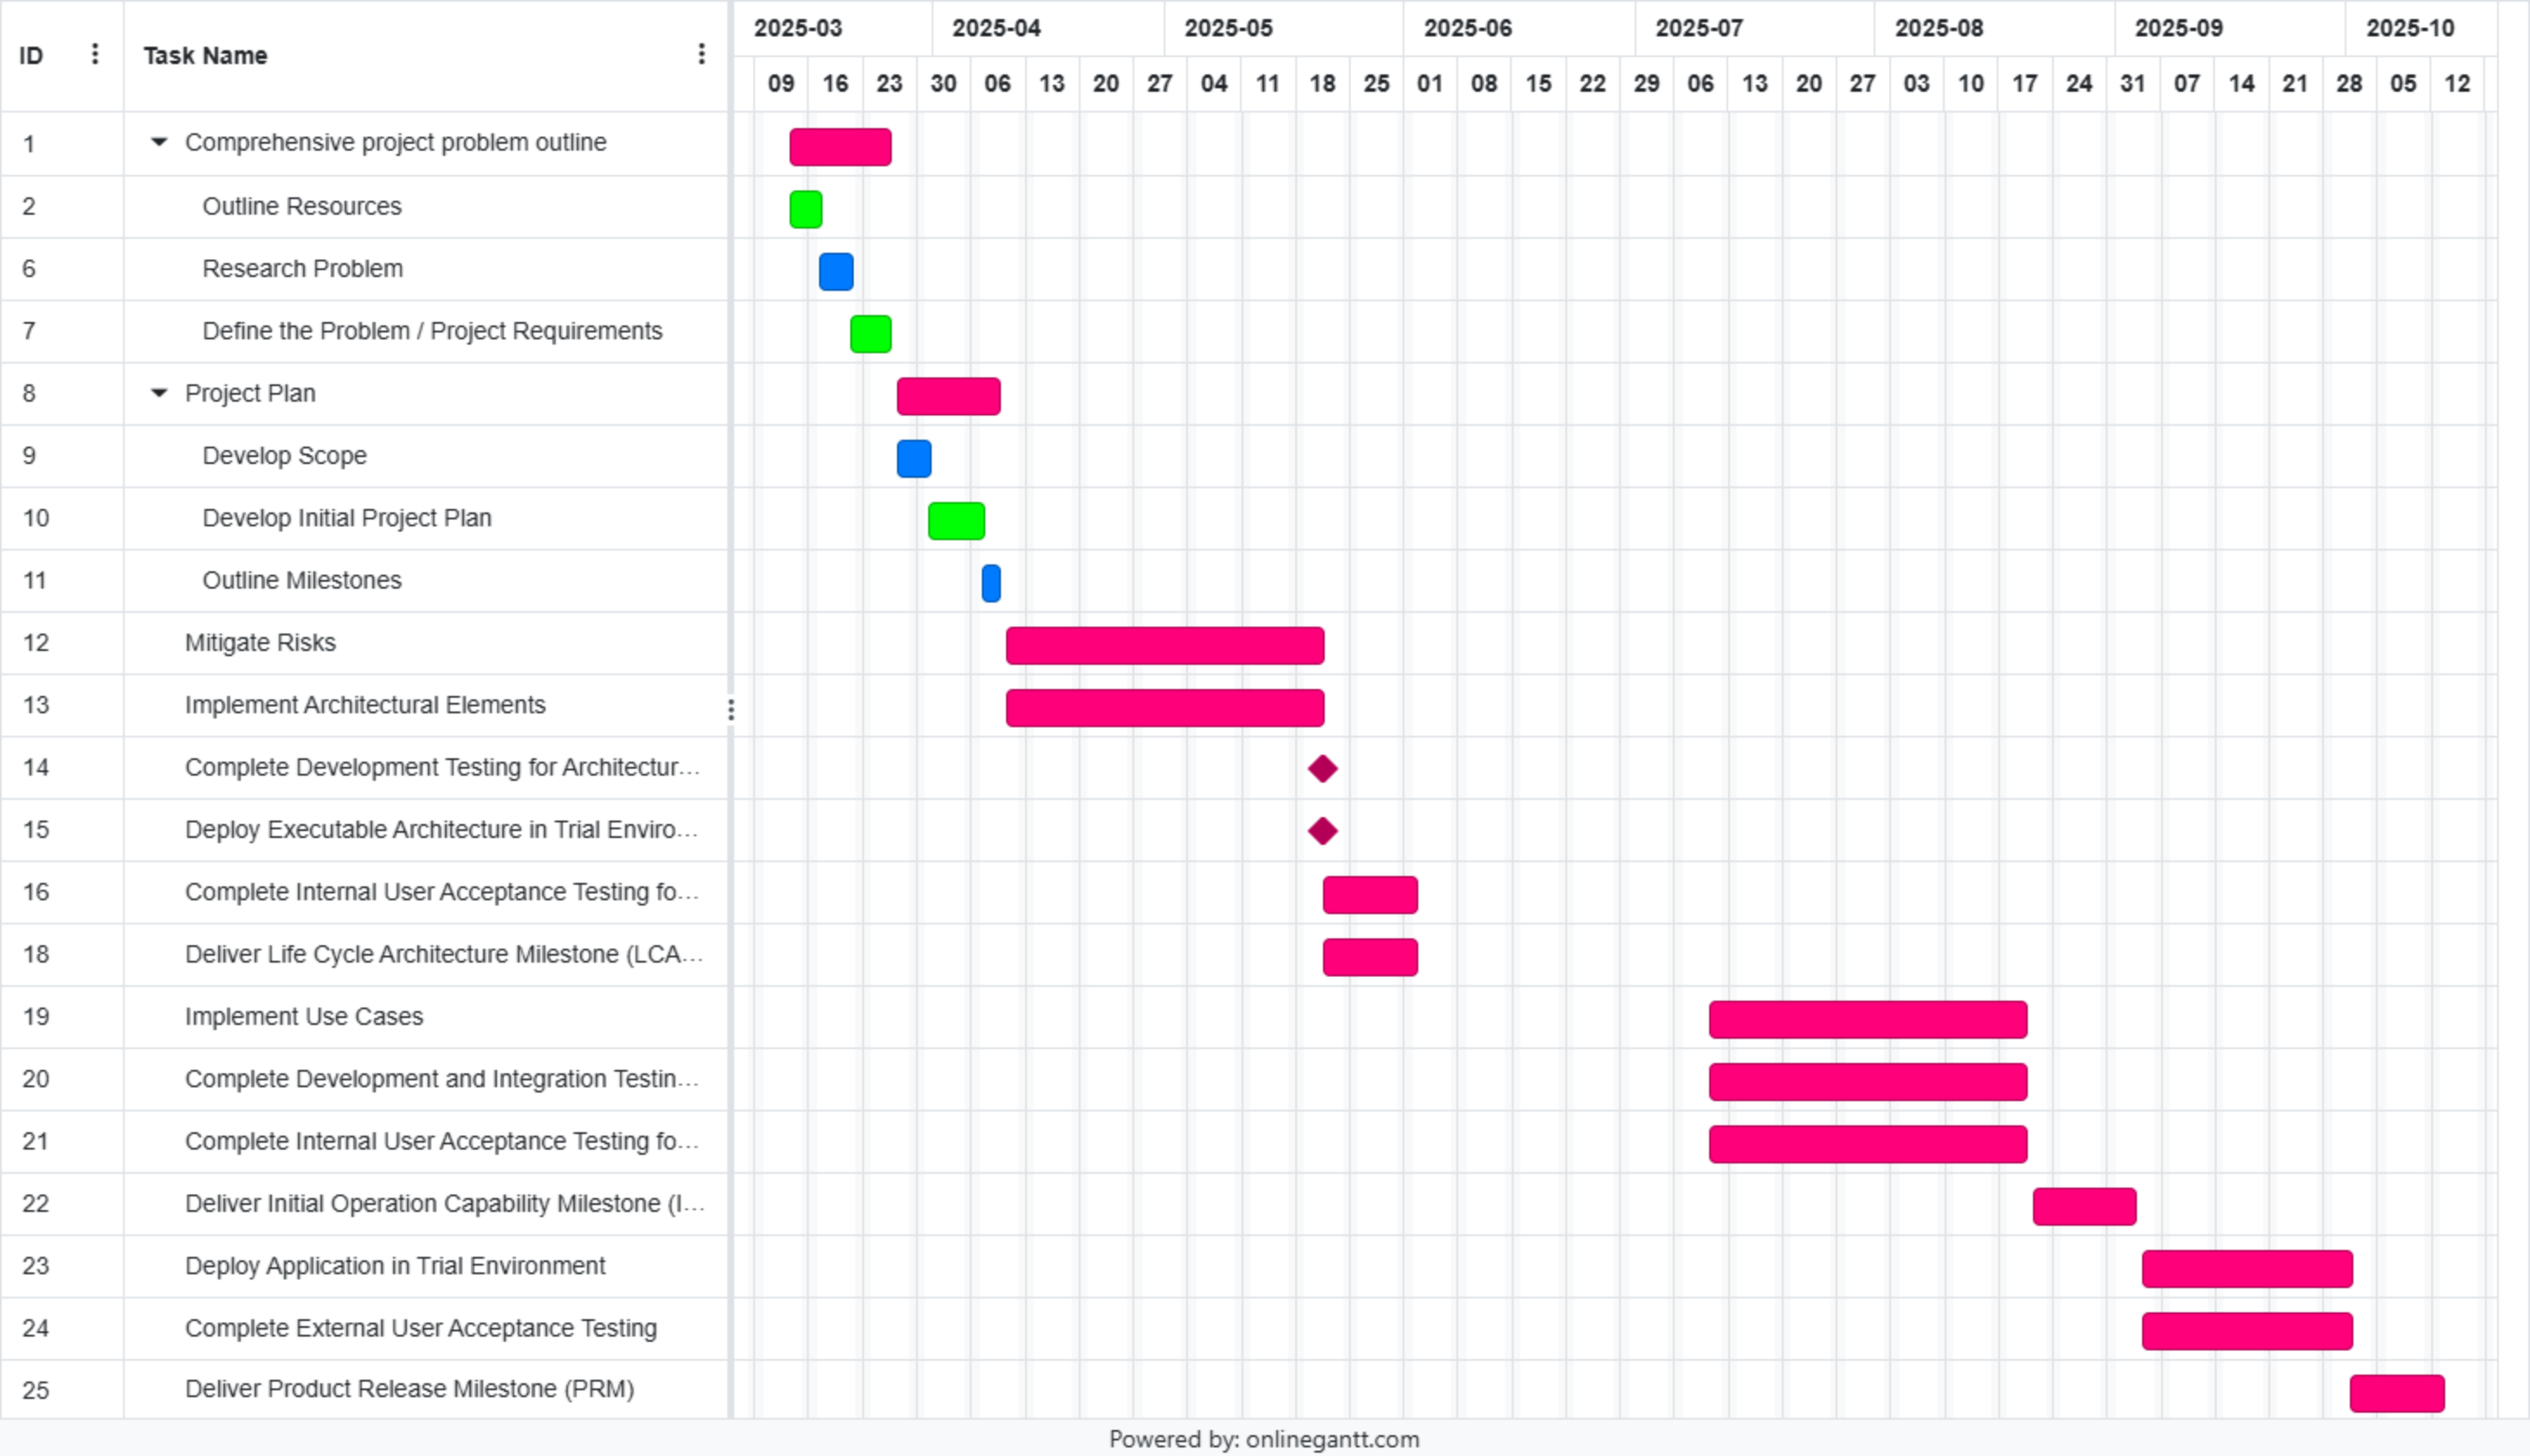 ID Task Name 2025-03 2025-04 2025-05 2025-06 2025-07 2025-08 2025-09 2025-10
09 16 23 30 06 13 20 27 04 11 18 25 01 08 15 22 29 06 13 20 27 03 10 17 24 31 07 14 21 28 05 12
1 Comprehensive project problem outline
2 Outline Resources
6 Research Problem
7 Define the Problem / Project Requirements
8 Project Plan
9 Develop Scope
10 Develop Initial Project Plan
11 Outline Milestones
12 Mitigate Risks
13 Implement Architectural Elements
14 Complete Development Testing for Architectur...
15 Deploy Executable Architecture in Trial Enviro...
16 Complete Internal User Acceptance Testing fo...
18 Deliver Life Cycle Architecture Milestone (LCA...
19 Implement Use Cases
20 Complete Development and Integration Testin...
21 Complete Internal User Acceptance Testing fo...
22 Deliver Initial Operation Capability Milestone (I...
23 Deploy Application in Trial Environment
24 Complete External User Acceptance Testing
25 Deliver Product Release Milestone (PRM)
Powered by: onlinegantt.com